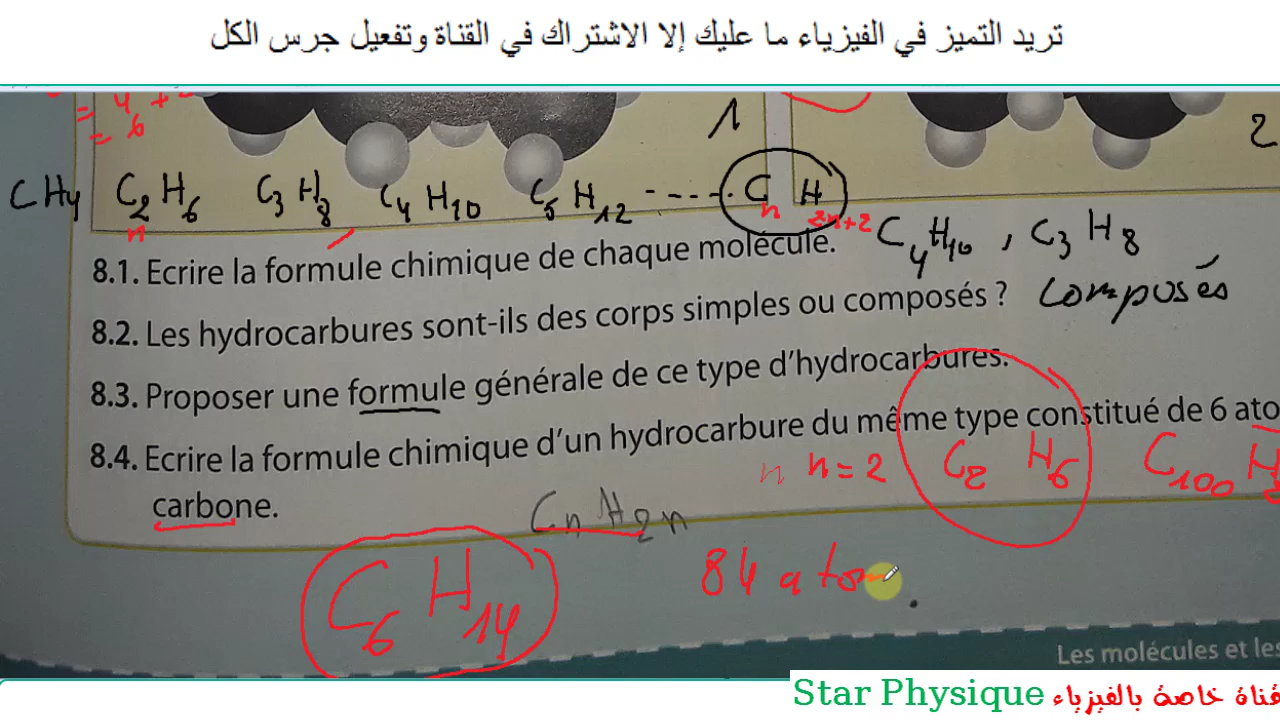 تريد التميز في الفيزياء ما عليك إلا الاشتراك في القناة وتفعيل جرس الكل
= 4 +
= 6
1
2
CH4 C2H6 C3H8 C4H10 C5H12 ----- CnH2n+2
n
8.1. Ecrire la formule chimique de chaque molécule. C4H10, C3H8
8.2. Les hydrocarbures sont-ils des corps simples ou composés ? composés
8.3. Proposer une formule générale de ce type d'hydrocarbures.
8.4. Ecrire la formule chimique d'un hydrocarbure du même type constitué de 6 ato
n n=2 C2H6 C100H
carbone. CnH2n
C6H14 84 ato
Les molécules et les
Star Physique قناة خاصة بالفيزياء